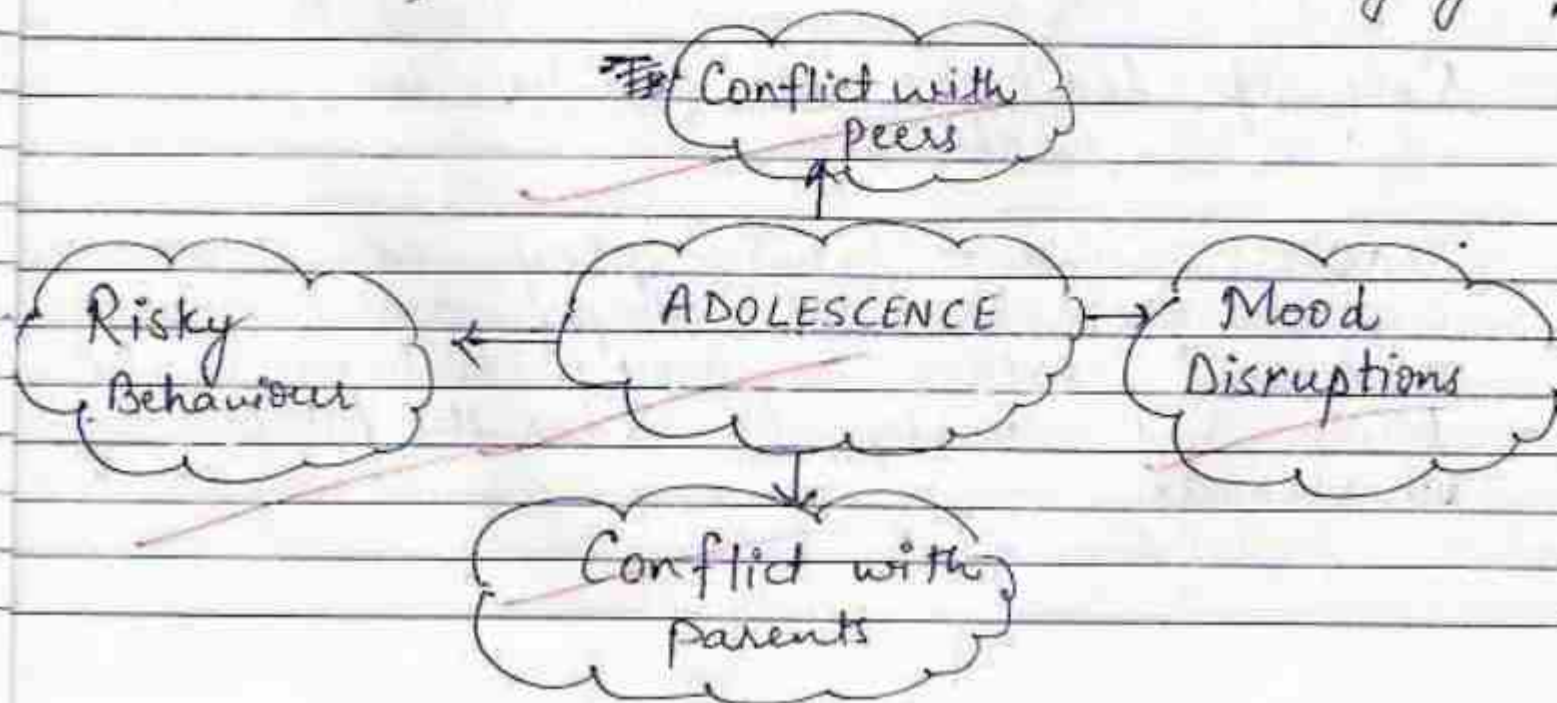 Conflict with
peers
Risky
Behaviour
ADOLESCENCE
Mood
Disruptions
Conflict with
parents